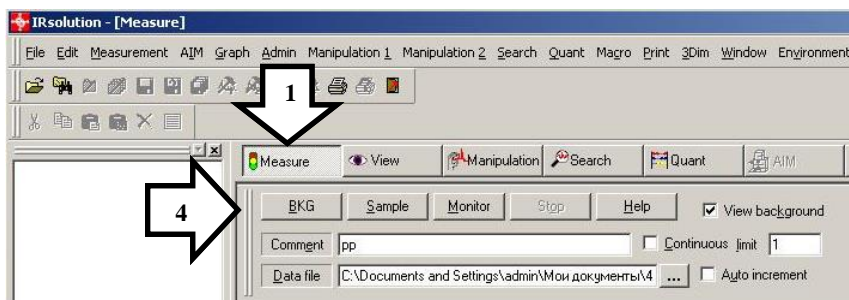 IRsolution - [Measure]
File Edit Measurement AIM Graph Admin Manipulation 1 Manipulation 2 Search Quant Macro Print 3Dim Window Environment
1
Measure View Manipulation Search Quant AIM
4
BKG Sample Monitor Stop Help View background
Comment pp Continuous limit 1
Data file C:\Documents and Settings\admin\Мои документы\4 ... Auto increment